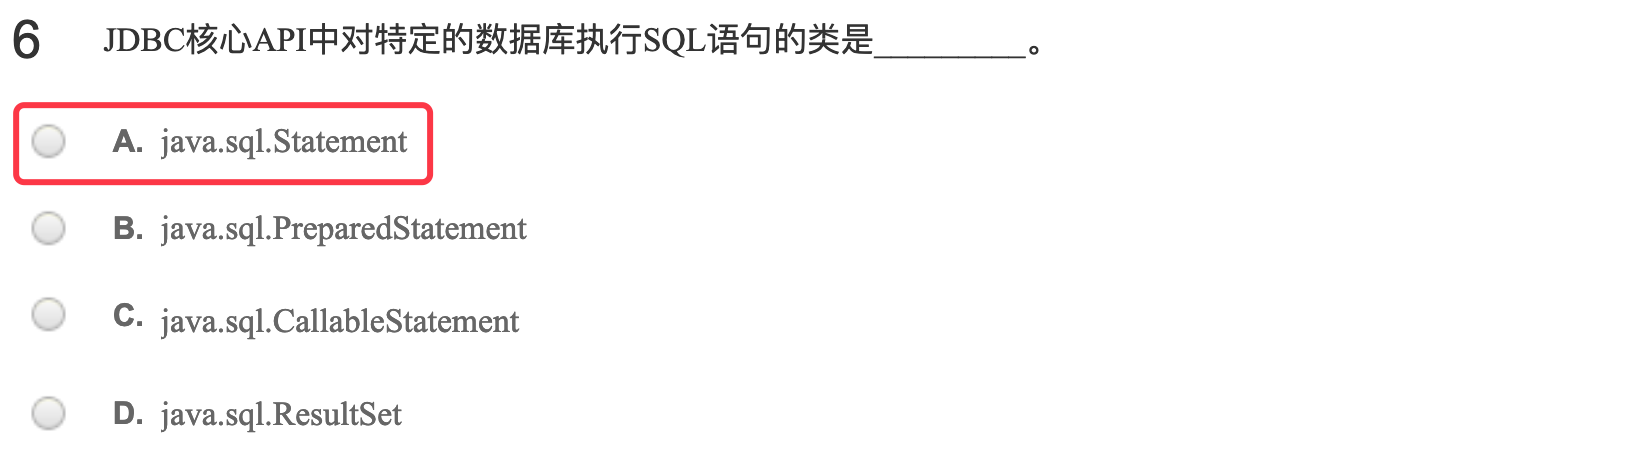 6 JDBC核心API中对特定的数据库执行SQL语句的类是_________。
A. java.sql.Statement
B. java.sql.PreparedStatement
C. java.sql.CallableStatement
D. java.sql.ResultSet